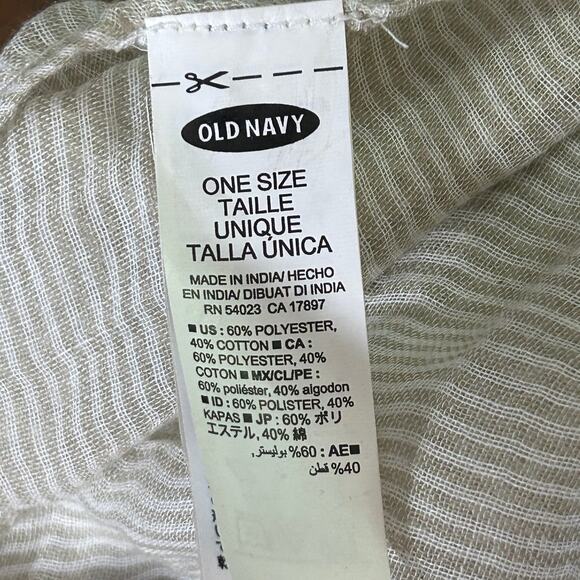 OLD NAVY
ONE SIZE
TAILLE
UNIQUE
TALLA ÚNICA
MADE IN INDIA/ HECHO
EN INDIA/ DIBUAT DI INDIA
RN 54023 CA 17897
■ US : 60% POLYESTER,
40% COTTON ■ CA :
60% POLYESTER, 40%
COTON ■ MX/CL/PE :
60% poliéster, 40% algodon
■ ID : 60% POLISTER, 40%
KAPAS ■ JP : 60% ポリ
エステル, 40% 綿
■AE : %60 بوليستر,
%40 قطن